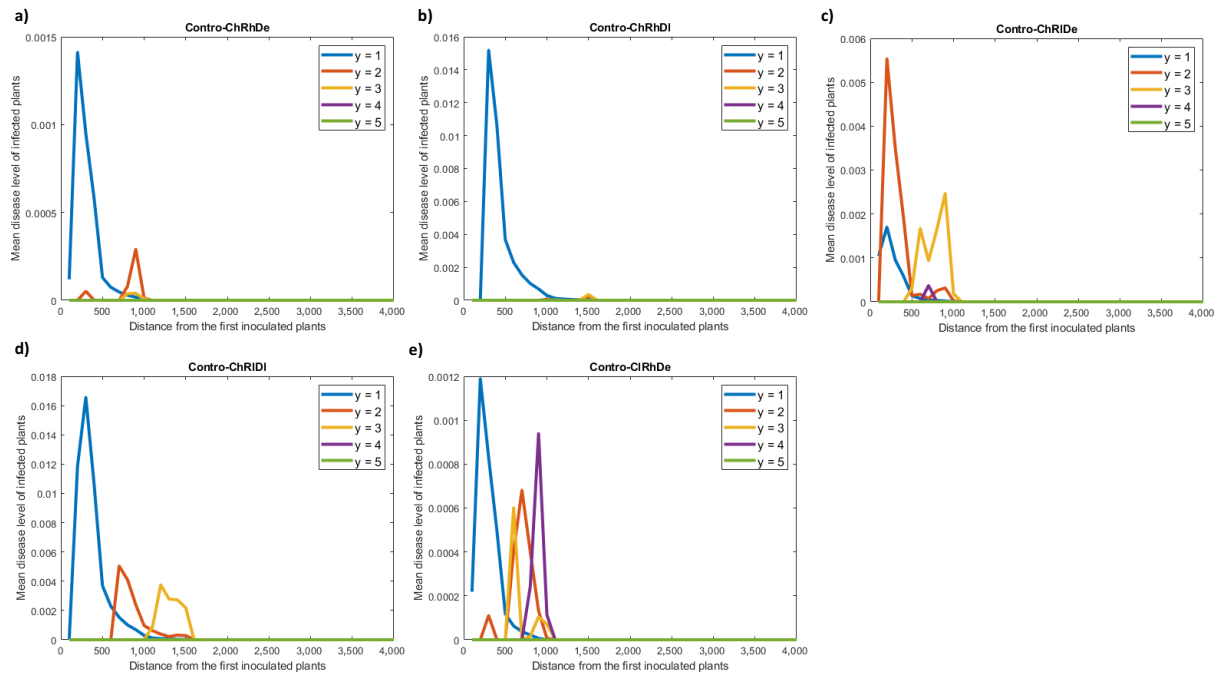 a)
Contro-ChRhDe
0.0015
0.001
0.0005
0
Mean disease level of infected plants
0 500 1,000 1,500 2,000 2,500 3,000 3,500 4,000
Distance from the first inoculated plants
y = 1
y = 2
y = 3
y = 4
y = 5
b)
Contro-ChRhDl
0.016
0.014
0.012
0.01
0.008
0.006
0.004
0.002
0
Mean disease level of infected plants
0 500 1,000 1,500 2,000 2,500 3,000 3,500 4,000
Distance from the first inoculated plants
y = 1
y = 2
y = 3
y = 4
y = 5
c)
Contro-ChRlDe
0.006
0.005
0.004
0.003
0.002
0.001
0
Mean disease level of infected plants
0 500 1,000 1,500 2,000 2,500 3,000 3,500 4,000
Distance from the first inoculated plants
y = 1
y = 2
y = 3
y = 4
y = 5
d)
Contro-ChRlDl
0.018
0.016
0.014
0.012
0.01
0.008
0.006
0.004
0.002
0
Mean disease level of infected plants
0 500 1,000 1,500 2,000 2,500 3,000 3,500 4,000
Distance from the first inoculated plants
y = 1
y = 2
y = 3
y = 4
y = 5
e)
Contro-ClRhDe
0.0012
0.001
0.0008
0.0006
0.0004
0.0002
0
Mean disease level of infected plants
0 500 1,000 1,500 2,000 2,500 3,000 3,500 4,000
Distance from the first inoculated plants
y = 1
y = 2
y = 3
y = 4
y = 5